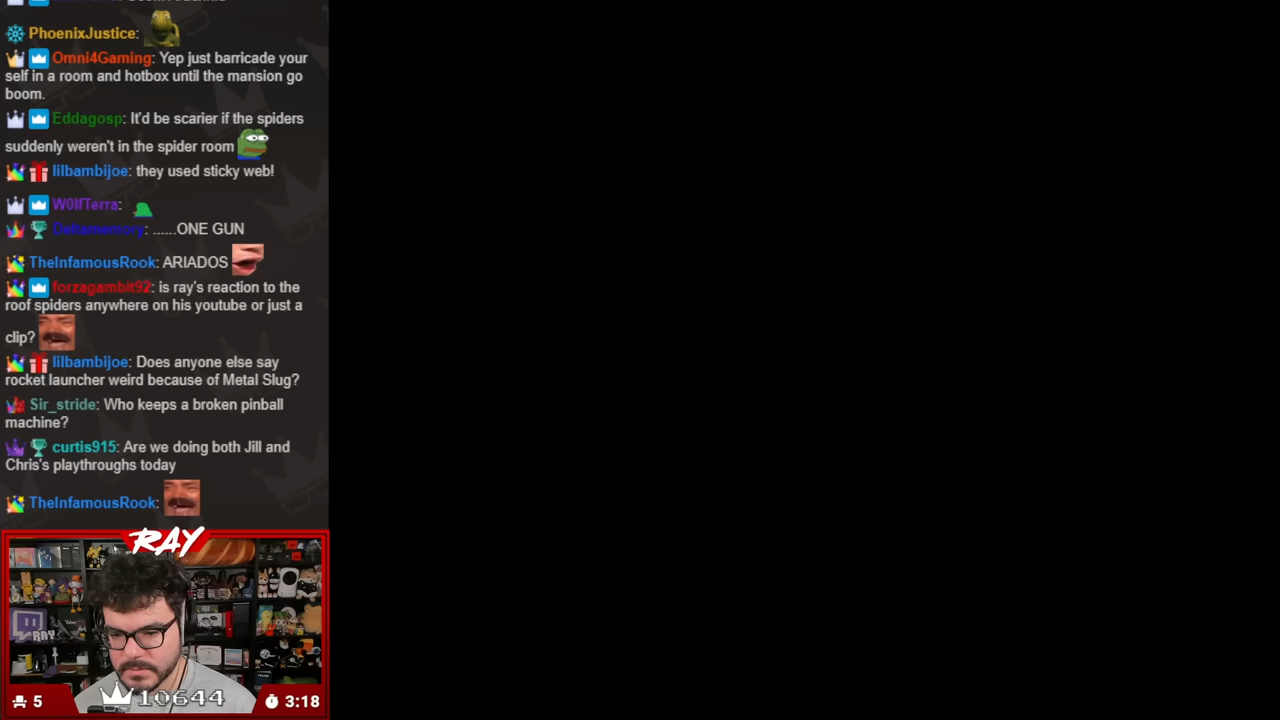 PhoenixJustice:
Omni4Gaming: Yep just barricade your
self in a room and hotbox until the mansion go
boom.
Eddagosp: It'd be scarier if the spiders
suddenly weren't in the spider room
lilbambijoe: they used sticky web!
W0lfTerra:
Deltamemory: ......ONE GUN
TheInfamousRook: ARIADOS
forzagambit92: is ray's reaction to the
roof spiders anywhere on his youtube or just a
clip?
lilbambijoe: Does anyone else say
rocket launcher weird because of Metal Slug?
Sir_stride: Who keeps a broken pinball
machine?
curtis915: Are we doing both Jill and
Chris's playthroughs today
TheInfamousRook:
RAY
RAY
5
10644
3:18